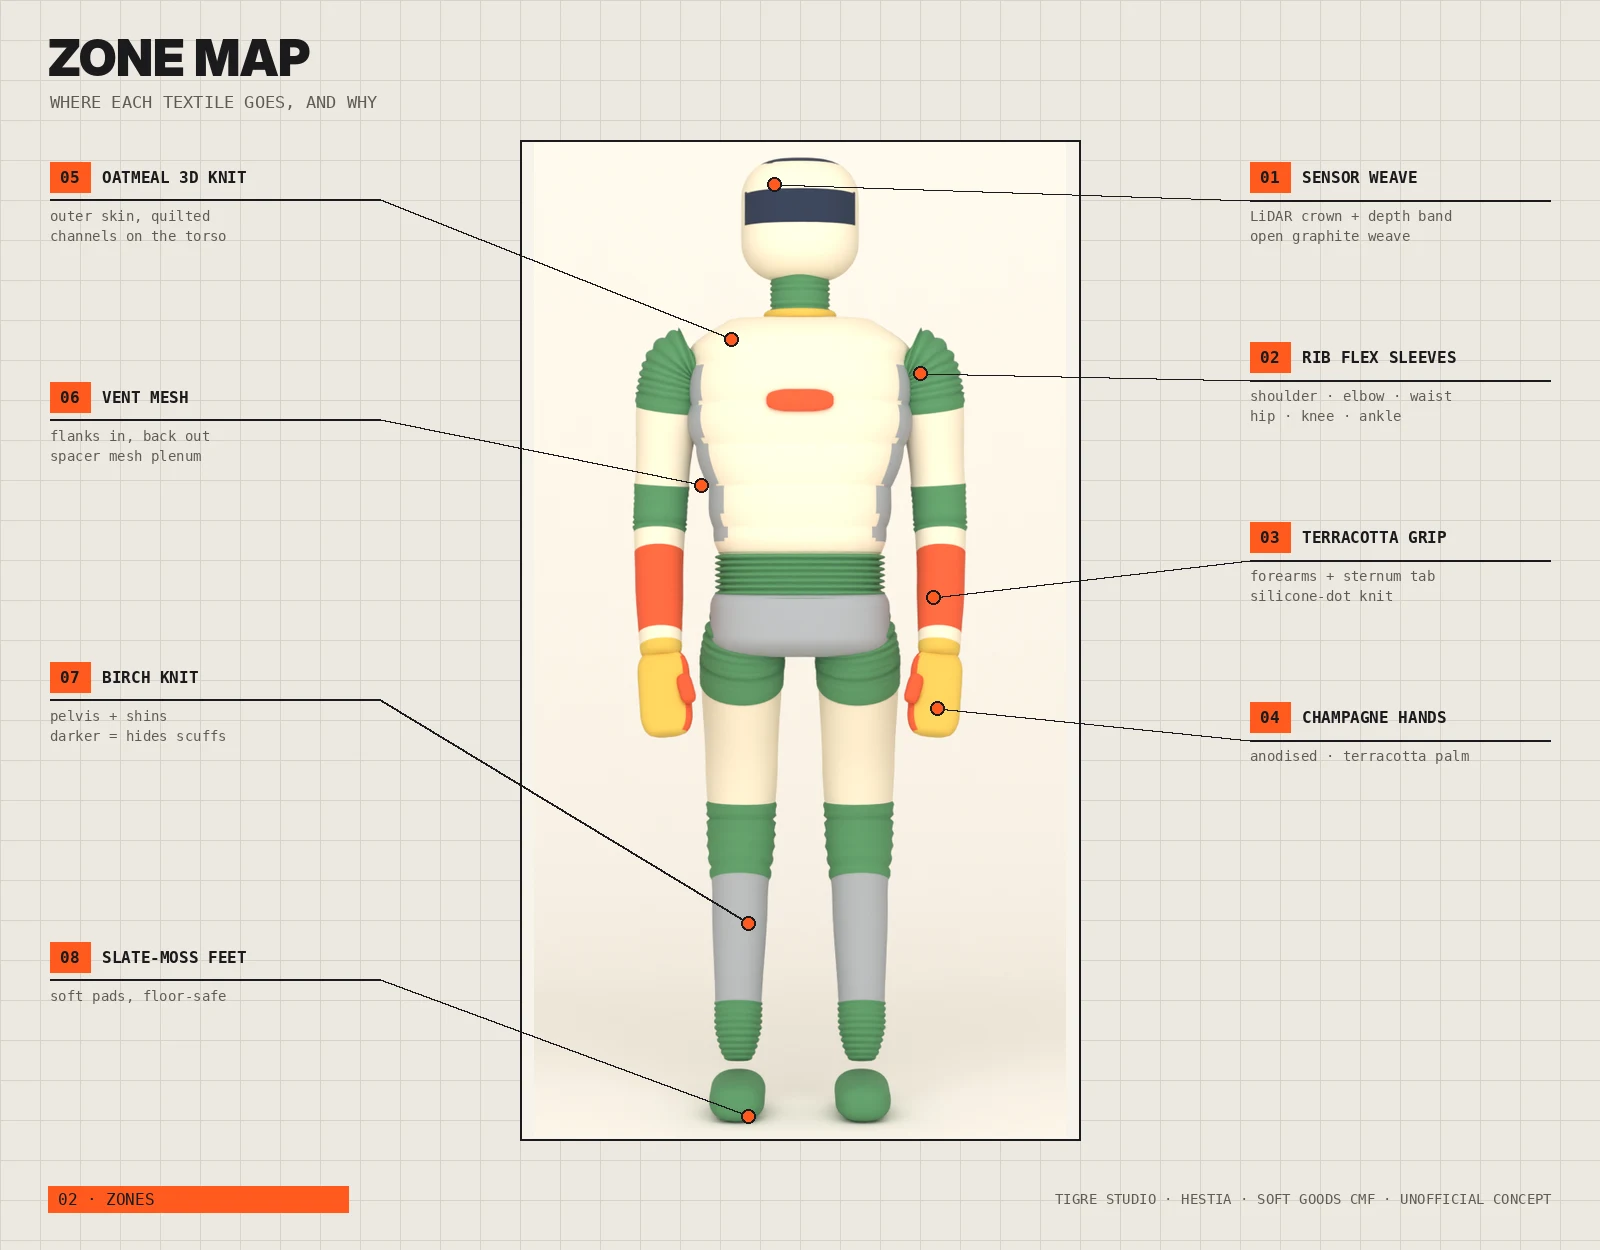 ZONE MAP
WHERE EACH TEXTILE GOES, AND WHY
05 OATMEAL 3D KNIT
outer skin, quilted
channels on the torso
06 VENT MESH
flanks in, back out
spacer mesh plenum
07 BIRCH KNIT
pelvis + shins
darker = hides scuffs
08 SLATE-MOSS FEET
soft pads, floor-safe
01 SENSOR WEAVE
LiDAR crown + depth band
open graphite weave
02 RIB FLEX SLEEVES
shoulder · elbow · waist
hip · knee · ankle
03 TERRACOTTA GRIP
forearms + sternum tab
silicone-dot knit
04 CHAMPAGNE HANDS
anodised · terracotta palm
02 · ZONES
TIGRE STUDIO · HESTIA · SOFT GOODS CMF · UNOFFICIAL CONCEPT